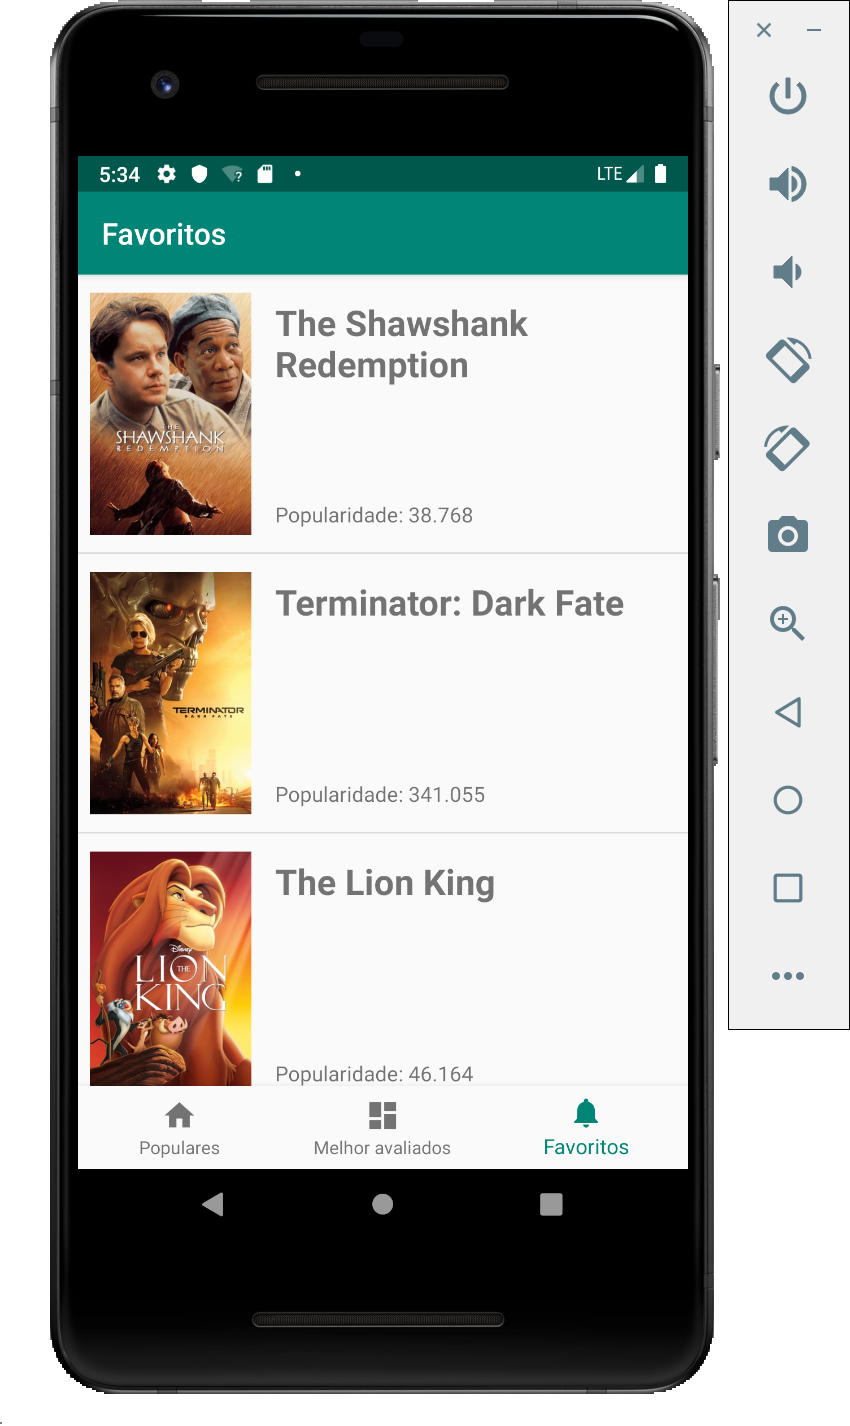 5:34
?
LTE
Favoritos
The Shawshank
Redemption
THE
SHAWSHANK
REDEMPTION
Popularidade: 38.768
Terminator: Dark Fate
TERMINATOR
DARK FATE
Popularidade: 341.055
The Lion King
Disney
THE
LION
KING
Popularidade: 46.164
Populares
Melhor avaliados
Favoritos